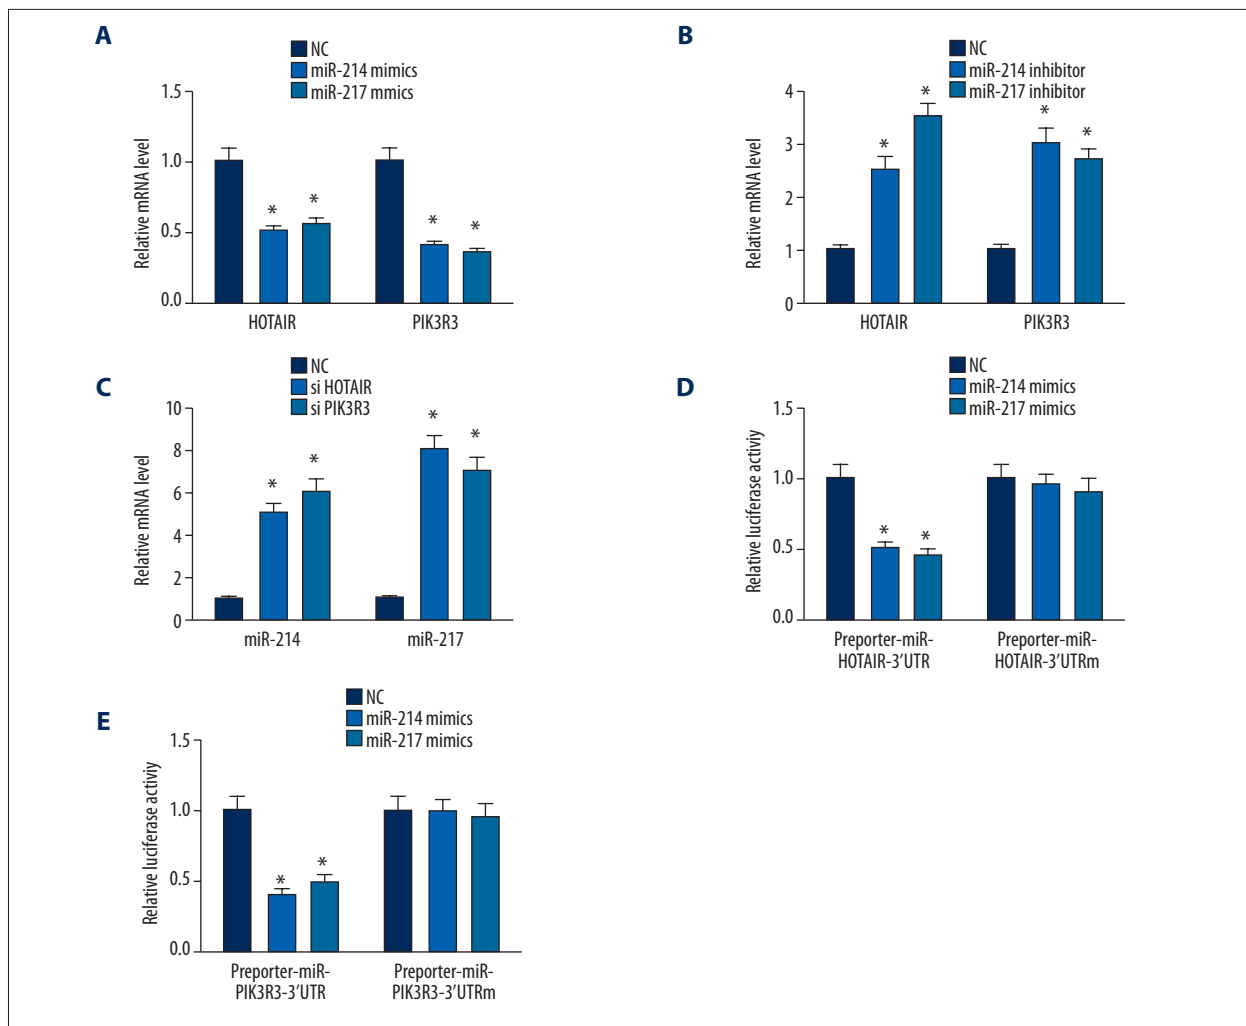 A
NC
miR-214 mimics
miR-217 mmics
Relative mRNA level
1.5
1.0
0.5
0.0
* * * *
HOTAIR PIK3R3
B
NC
miR-214 inhibitor
miR-217 inhibitor
Relative mRNA level
4
3
2
1
0
* * * *
HOTAIR PIK3R3
C
NC
si HOTAIR
si PIK3R3
Relative mRNA level
10
8
6
4
2
0
* * * *
miR-214 miR-217
D
NC
miR-214 mimics
miR-217 mimics
Relative luciferase activiy
1.5
1.0
0.5
0.0
* *
Preporter-miR- Preporter-miR-
HOTAIR-3'UTR HOTAIR-3'UTRm
E
NC
miR-214 mimics
miR-217 mimics
Relative luciferase activiy
1.5
1.0
0.5
0.0
* *
Preporter-miR- Preporter-miR-
PIK3R3-3'UTR PIK3R3-3'UTRm